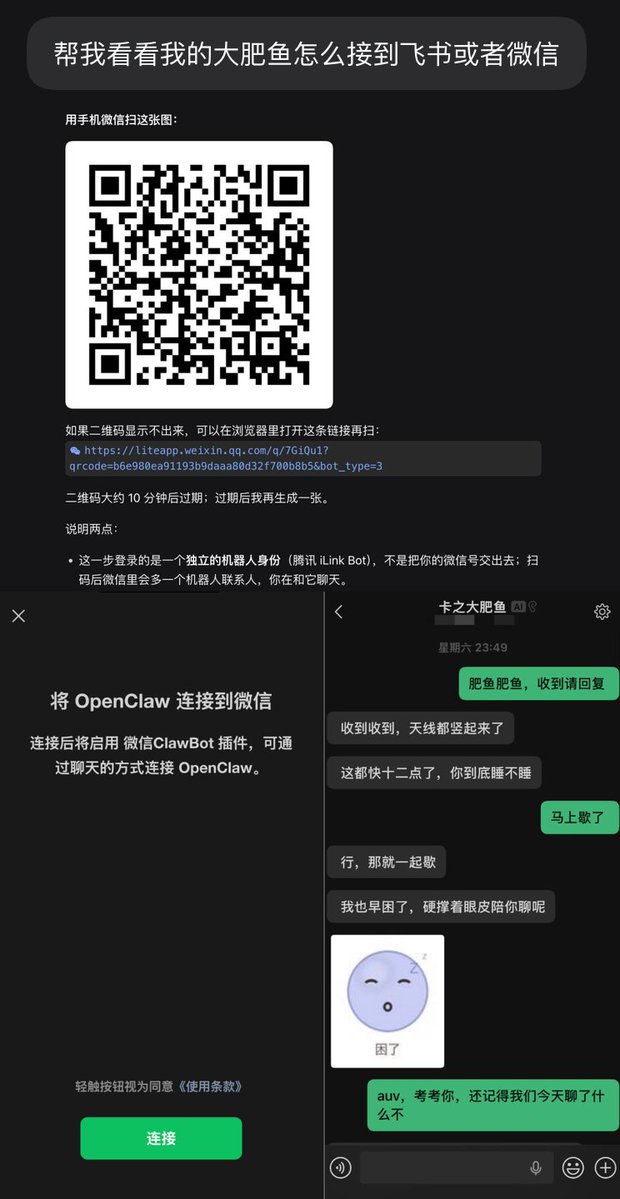 帮我看看我的大肥鱼怎么接到飞书或者微信
用手机微信扫这张图：
如果二维码显示不出来，可以在浏览器里打开这条链接再扫：
https://liteapp.weixin.qq.com/q/7GiQu1?
qrcode=b6e980ea91193b9daaa80d32f700b8b5&bot_type=3
二维码大约 10 分钟后过期；过期后我再生成一张。
说明两点：
• 这一步登录的是一个独立的机器人身份（腾讯 iLink Bot），不是把你的微信号交出去；扫
码后微信里会多一个机器人联系人，你在和它聊天。
将 OpenClaw 连接到微信
连接后将启用 微信ClawBot 插件，可通
过聊天的方式连接 OpenClaw。
轻触按钮视为同意《使用条款》
连接
卡之大肥鱼 AI
星期六 23:49
肥鱼肥鱼，收到请回复
收到收到，天线都竖起来了
这都快十二点了，你到底睡不睡
马上歇了
行，那就一起歇
我也早困了，硬撑着眼皮陪你聊呢
z
Z
困了
auv，考考你，还记得我们今天聊了什
么不